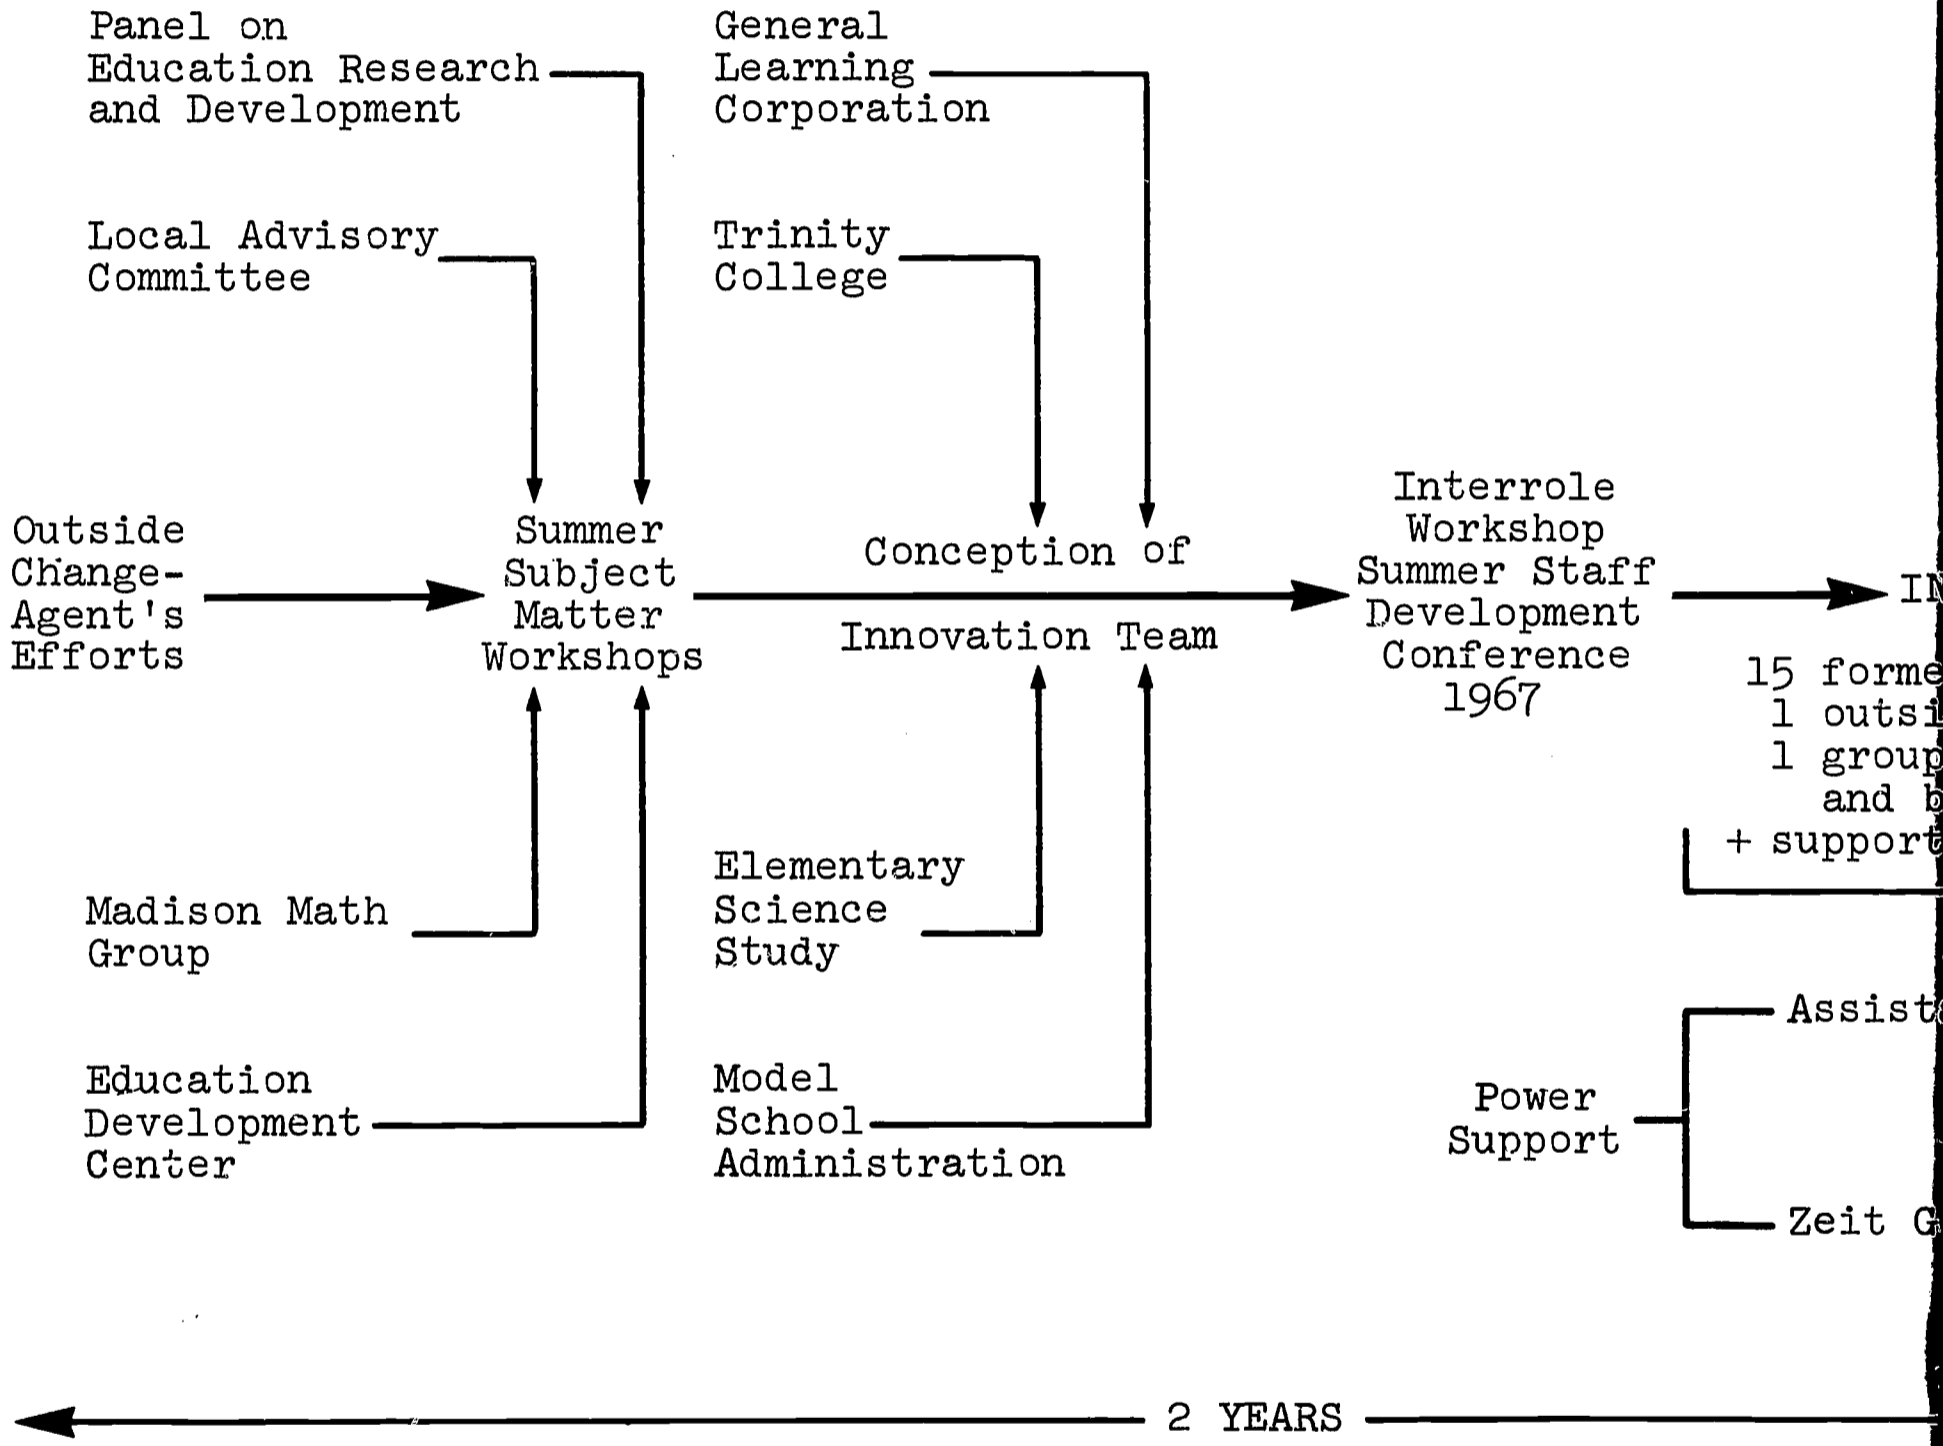 Panel on
Education Research
and Development
General
Learning
Corporation
Local Advisory
Committee
Trinity
College
Outside
Change-
Agent's
Efforts
Summer
Subject
Matter
Workshops
Conception of
Innovation Team
Interrole
Workshop
Summer Staff
Development
Conference
1967
15
1
1 group
and
+ support
Madison Math
Group
Elementary
Science
Study
Education
Development
Center
Model
School
Administration
Power
Support
Zeit
2 YEARS